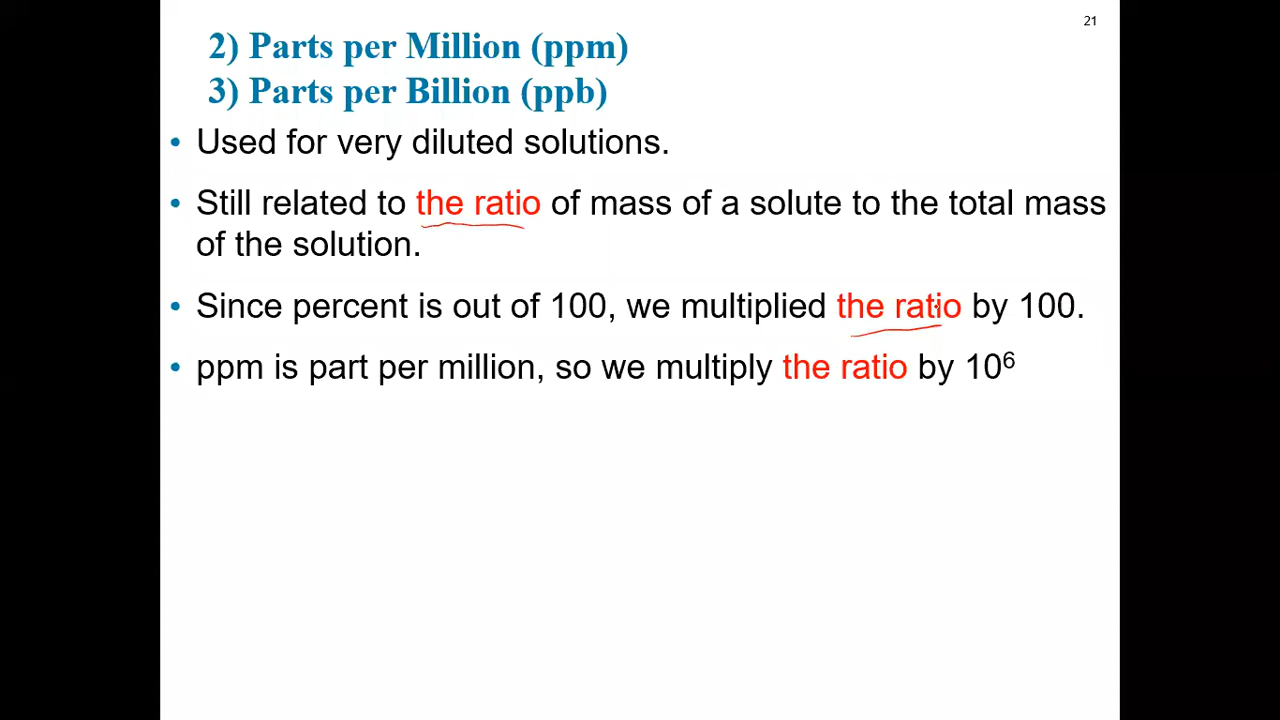 21
2) Parts per Million (ppm)
3) Parts per Billion (ppb)
• Used for very diluted solutions.
• Still related to the ratio of mass of a solute to the total mass
of the solution.
• Since percent is out of 100, we multiplied the ratio by 100.
• ppm is part per million, so we multiply the ratio by 10⁶